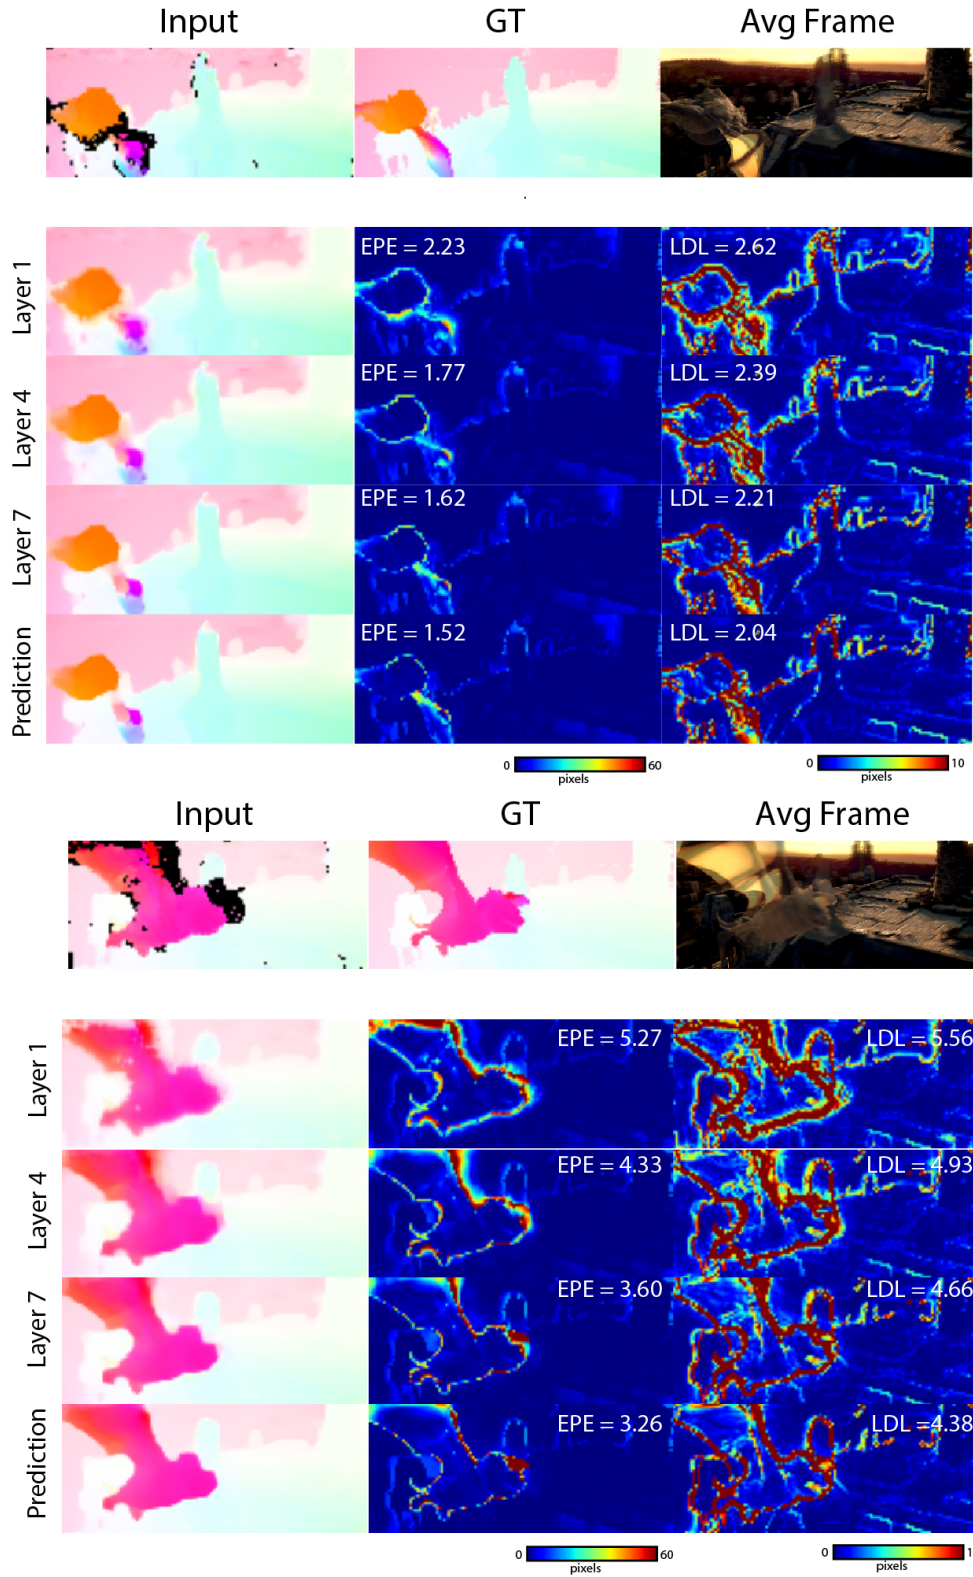 Input GT Avg Frame
Layer 1 EPE = 2.23 LDL = 2.62
Layer 4 EPE = 1.77 LDL = 2.39
Layer 7 EPE = 1.62 LDL = 2.21
Prediction EPE = 1.52 LDL = 2.04
0 60 0 10
pixels pixels
Input GT Avg Frame
Layer 1 EPE = 5.27 LDL = 5.56
Layer 4 EPE = 4.33 LDL = 4.93
Layer 7 EPE = 3.60 LDL = 4.66
Prediction EPE = 3.26 LDL =4.38
0 60 0 1
pixels pixels